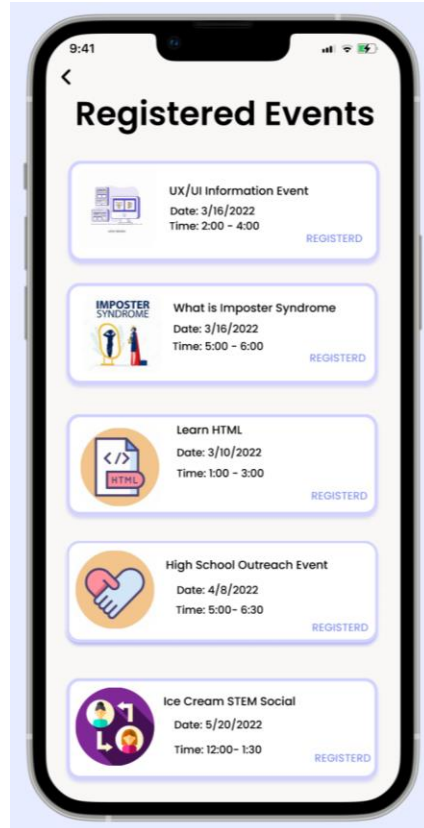 9:41
Registered Events
UX/UI Information Event
Date: 3/16/2022
Time: 2:00 - 4:00
REGISTERD
IMPOSTER
SYNDROME
What is Imposter Syndrome
Date: 3/16/2022
Time: 5:00 - 6:00
REGISTERD
</>
HTML
Learn HTML
Date: 3/10/2022
Time: 1:00 - 3:00
REGISTERD
High School Outreach Event
Date: 4/8/2022
Time: 5:00- 6:30
REGISTERD
Ice Cream STEM Social
Date: 5/20/2022
Time: 12:00- 1:30
REGISTERD